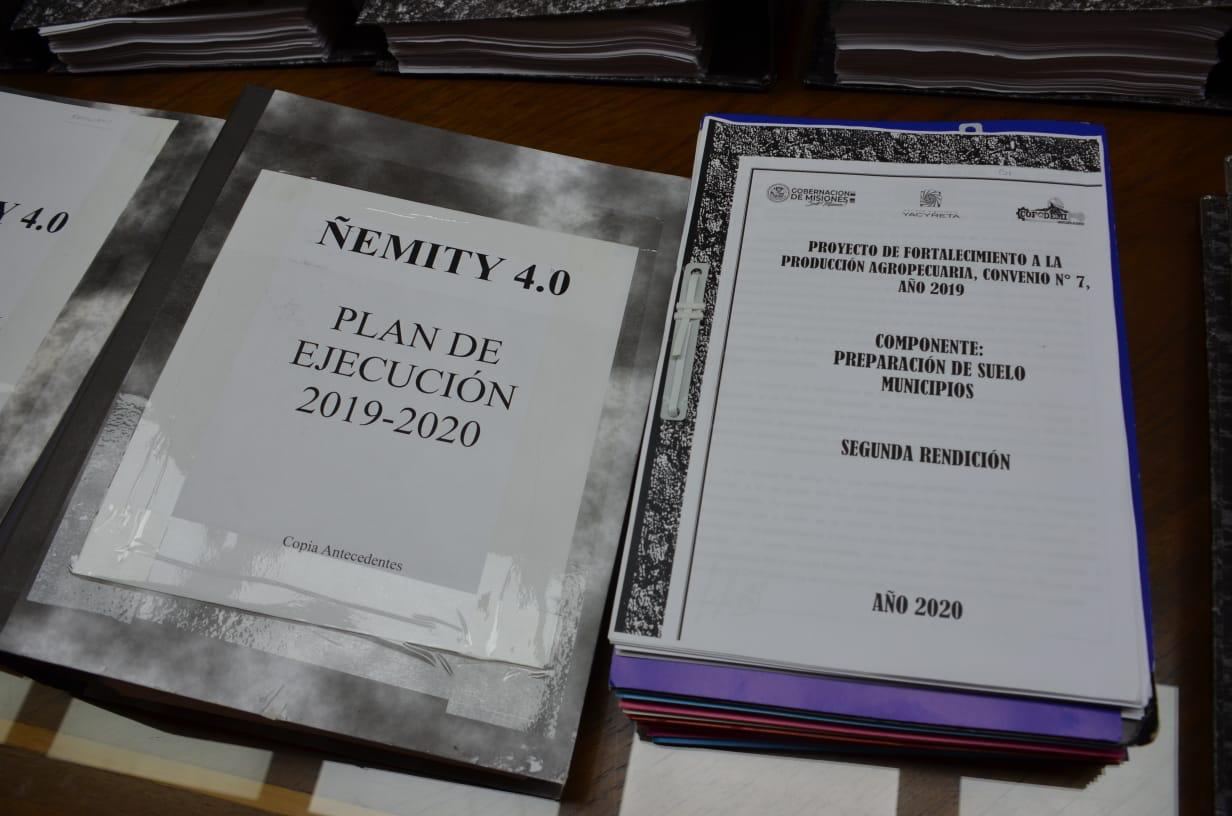 Y 4.0
ÑEMITY 4.0
PLAN DE
EJECUCIÓN
2019-2020
Copia Antecedentes
GOBERNACION
DE MISIONES
YACYRETA
PROYECTO DE FORTALECIMIENTO A LA
PRODUCCIÓN AGROPECUARIA, CONVENIO N° 7,
AÑO 2019
COMPONENTE:
PREPARACIÓN DE SUELO
MUNICIPIOS
SEGUNDA RENDICIÓN
AÑO 2020